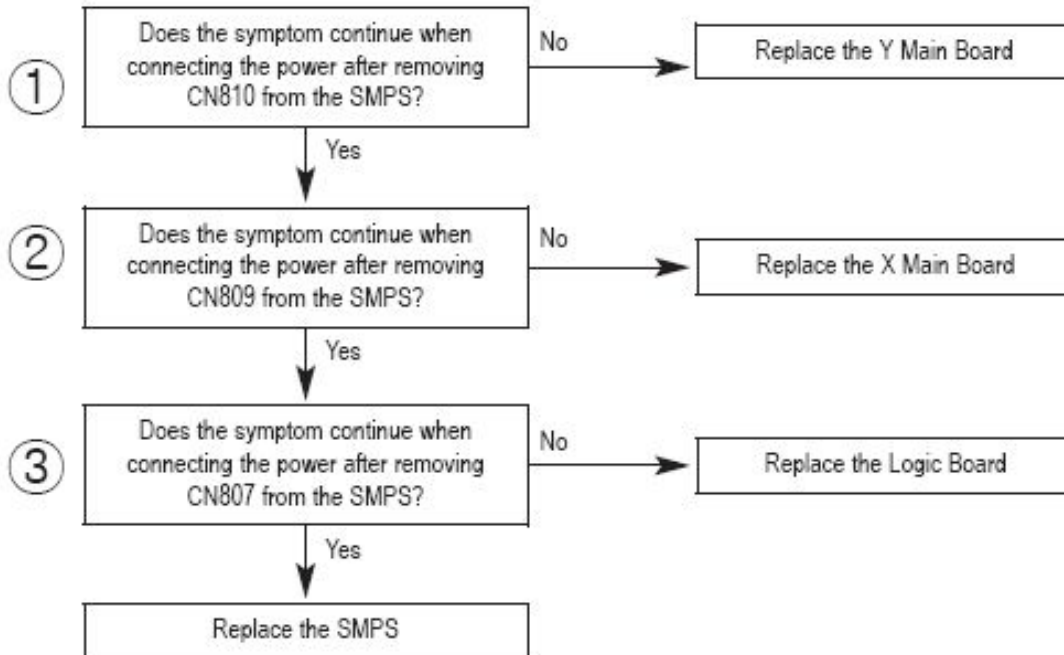 1
Does the symptom continue when
connecting the power after removing
CN810 from the SMPS?
No
Replace the Y Main Board
Yes
2
Does the symptom continue when
connecting the power after removing
CN809 from the SMPS?
No
Replace the X Main Board
Yes
3
Does the symptom continue when
connecting the power after removing
CN807 from the SMPS?
No
Replace the Logic Board
Yes
Replace the SMPS